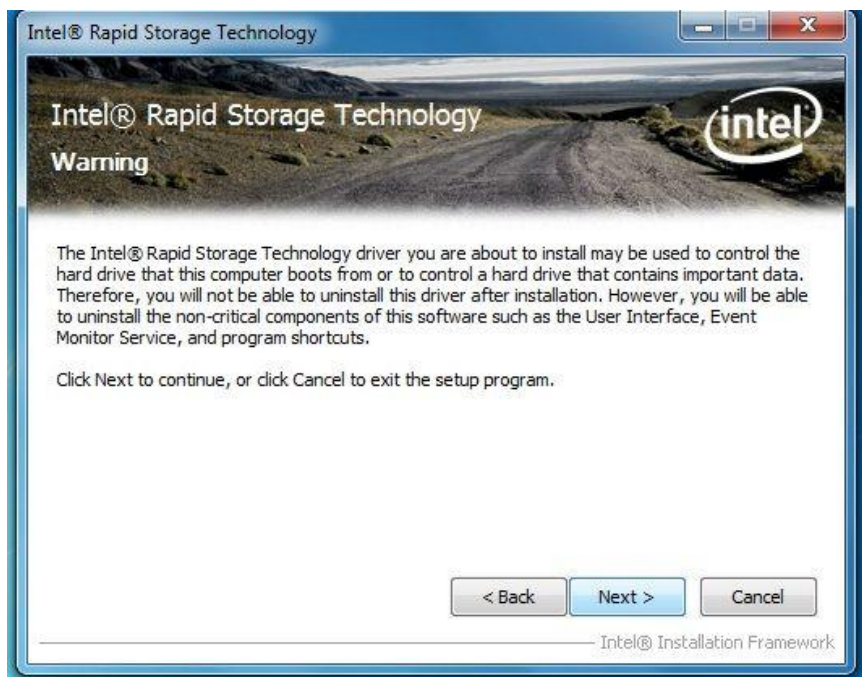 Intel® Rapid Storage Technology
Intel® Rapid Storage Technology
intel
Warning
The Intel® Rapid Storage Technology driver you are about to install may be used to control the
hard drive that this computer boots from or to control a hard drive that contains important data.
Therefore, you will not be able to uninstall this driver after installation. However, you will be able
to uninstall the non-critical components of this software such as the User Interface, Event
Monitor Service, and program shortcuts.
Click Next to continue, or click Cancel to exit the setup program.
< Back Next > Cancel
Intel® Installation Framework